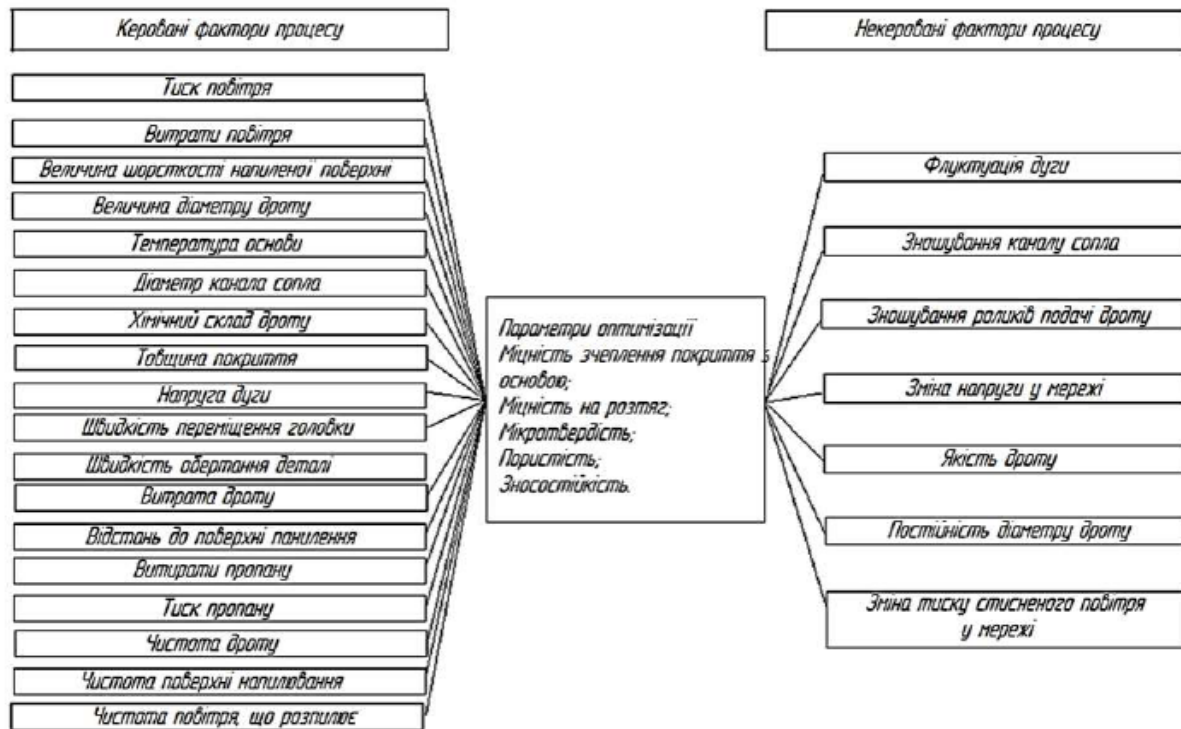 Керовані фактори процесу
Тиск повітря
Витрати повітря
Величина шорсткості напиленої поверхні
Величина діаметру дроту
Температура основи
Діаметр канала сопла
Хімічний склад дроту
Товщина покриття
Напруга дуги
Швидкість переміщення головки
Швидкість обертання деталі
Витрата дроту
Відстань до поверхні панилення
Витирати пропану
Тиск пропану
Чистота дроту
Чистота поверхні напилювання
Чистота повітря, що розпилює
Параметри оптимізації
Міцність зчеплення покриття з
основою;
Міцність на розтяг;
Мікротвердість;
Пористість;
Зносостійкість.
Некеровані фактори процесу
Флуктуація дуги
Зношування каналу сопла
Зношування роликів подачі дроту
Зміна напруги у мережі
Якість дроту
Постійність діаметру дроту
Зміна тиску стисненого повітря
у мережі